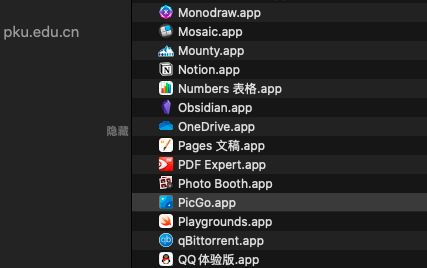 pku.edu.cn
隐藏
Monodraw.app
Mosaic.app
Mounty.app
Notion.app
Numbers 表格.app
Obsidian.app
OneDrive.app
Pages 文稿.app
PDF Expert.app
Photo Booth.app
PicGo.app
Playgrounds.app
qBittorrent.app
QQ体验版.app